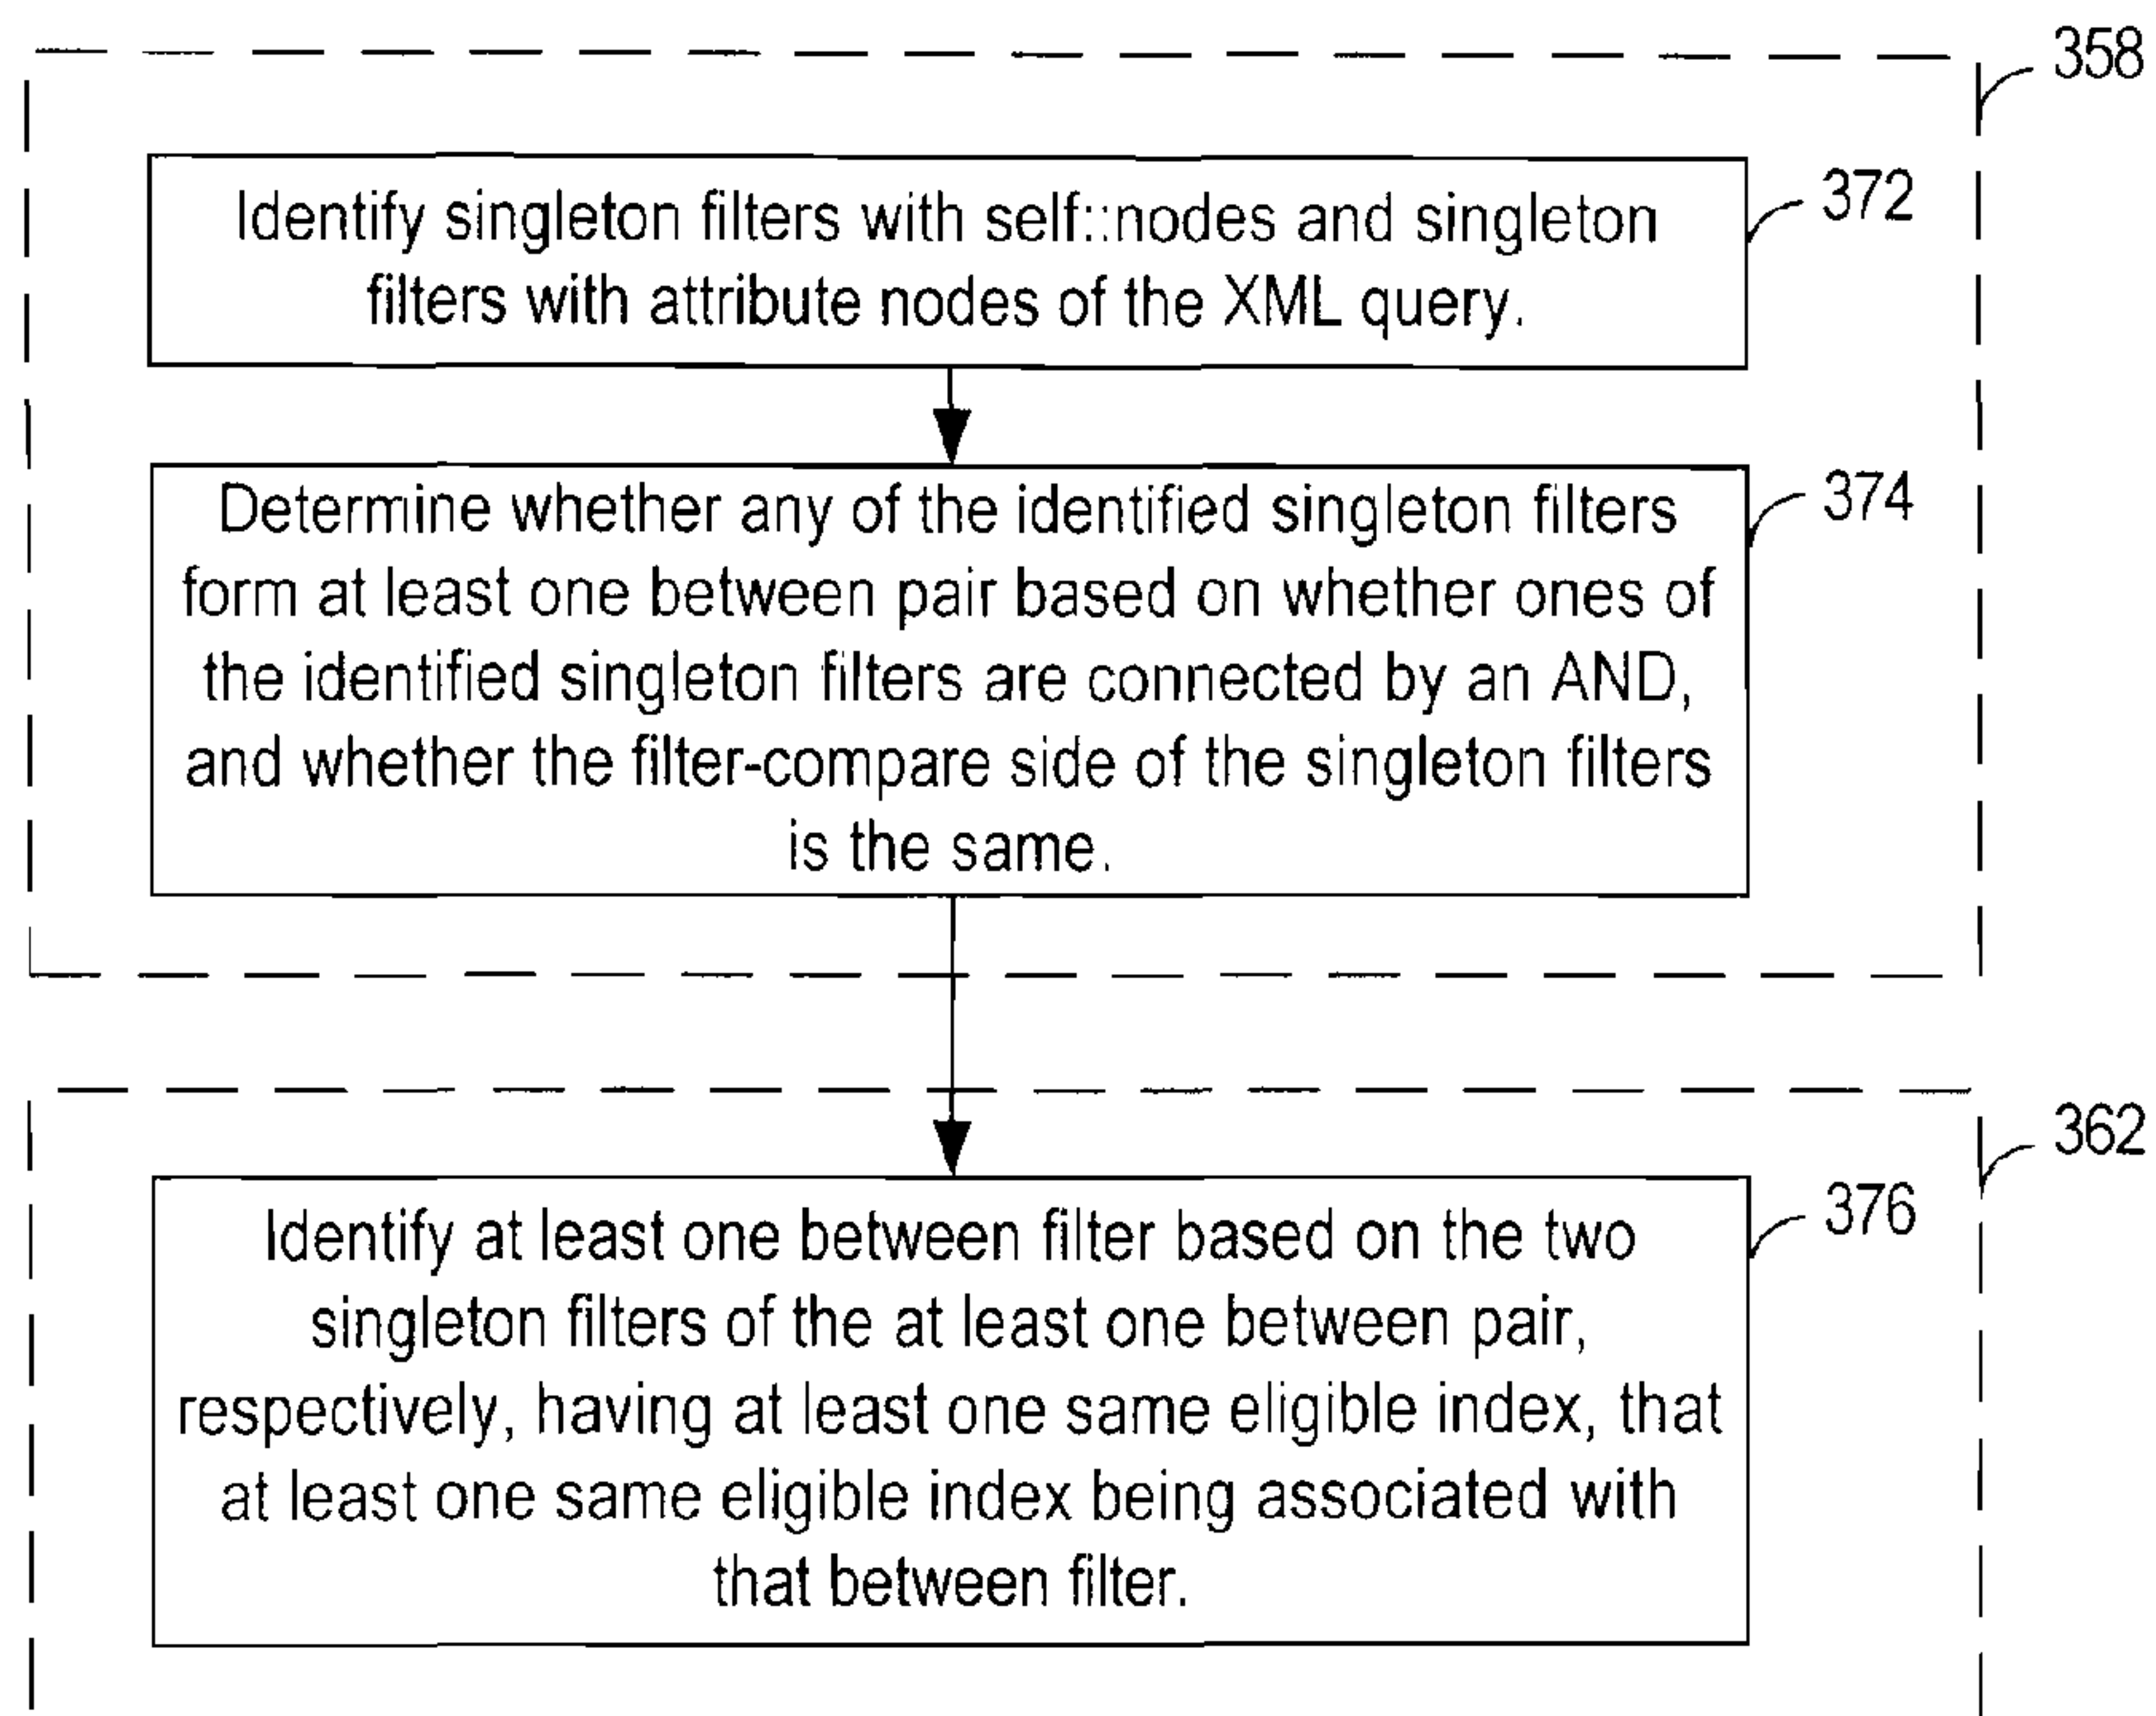 358
Identify singleton filters with self::nodes and singleton
filters with attribute nodes of the XML query.
372
Determine whether any of the identified singleton filters
form at least one between pair based on whether ones of
the identified singleton filters are connected by an AND,
and whether the filter-compare side of the singleton filters
is the same.
374
362
Identify at least one between filter based on the two
singleton filters of the at least one between pair,
respectively, having at least one same eligible index, that
at least one same eligible index being associated with
that between filter.
376